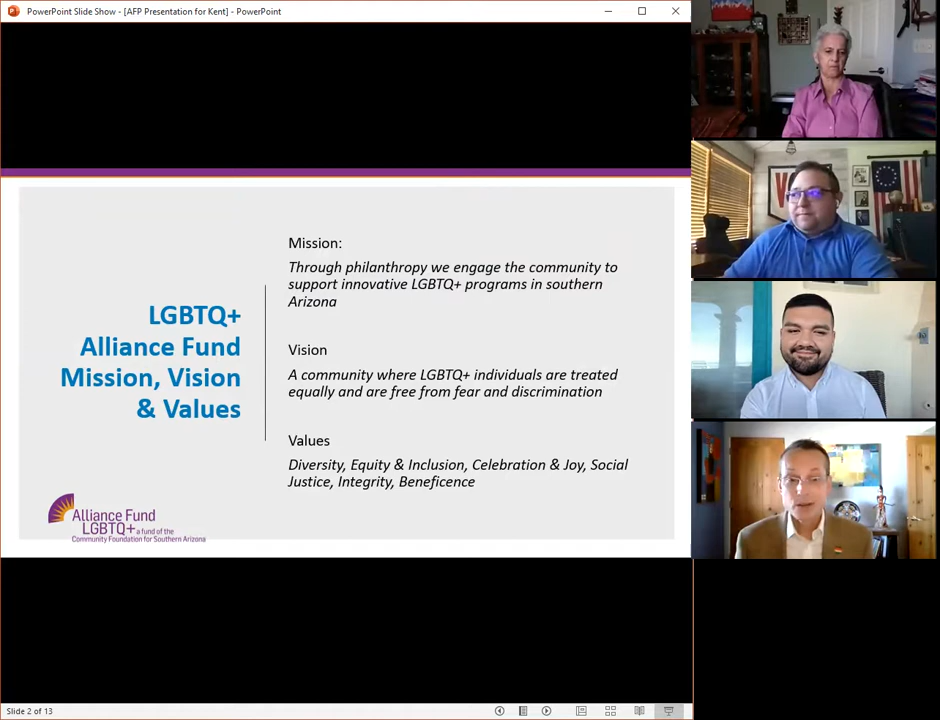 PowerPoint Slide Show - [AFP Presentation for Kent] - PowerPoint
LGBTQ+
Alliance Fund
Mission, Vision
& Values
Mission:
Through philanthropy we engage the community to
support innovative LGBTQ+ programs in southern
Arizona
Vision
A community where LGBTQ+ individuals are treated
equally and are free from fear and discrimination
Values
Diversity, Equity & Inclusion, Celebration & Joy, Social
Justice, Integrity, Beneficence
Alliance Fund
LGBTQ+ a fund of the
Community Foundation for Southern Arizona
Slide 2 of 13